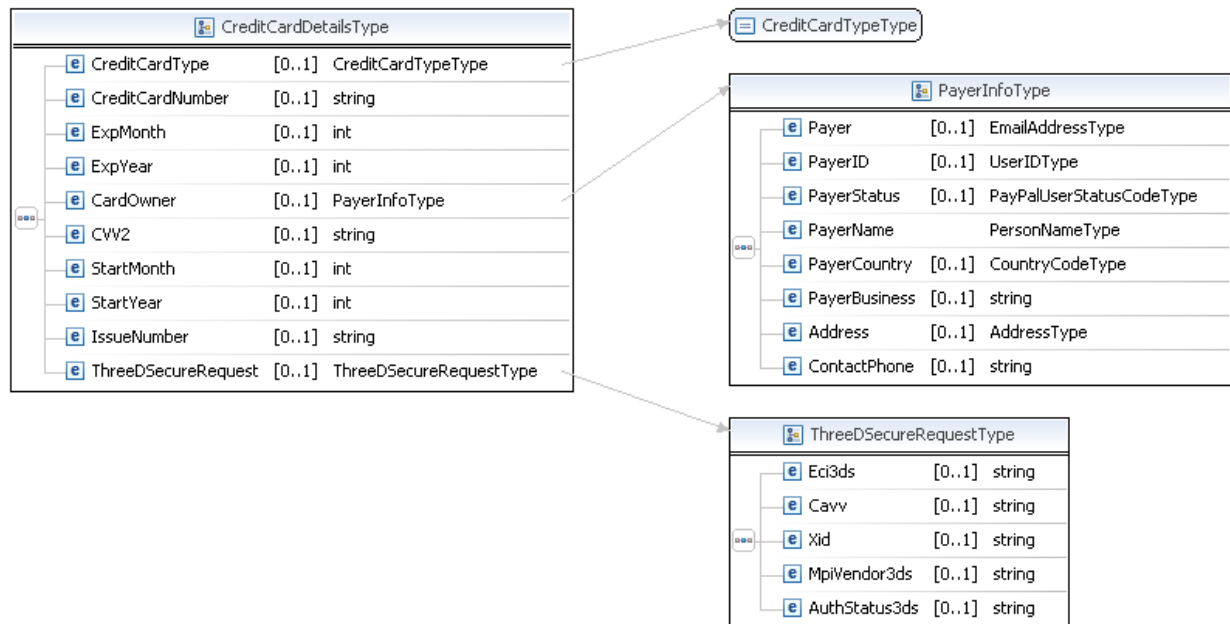 CreditCardDetailsType
e CreditCardType [0..1] CreditCardTypeType
e CreditCardNumber [0..1] string
e ExpMonth [0..1] int
e ExpYear [0..1] int
e CardOwner [0..1] PayerInfoType
e CVV2 [0..1] string
e StartMonth [0..1] int
e StartYear [0..1] int
e IssueNumber [0..1] string
e ThreeDSecureRequest [0..1] ThreeDSecureRequestType
CreditCardTypeType
PayerInfoType
e Payer [0..1] EmailAddressType
e PayerID [0..1] UserIDType
e PayerStatus [0..1] PayPalUserStatusCodeType
e PayerName PersonNameType
e PayerCountry [0..1] CountryCodeType
e PayerBusiness [0..1] string
e Address [0..1] AddressType
e ContactPhone [0..1] string
ThreeDSecureRequestType
e Eci3ds [0..1] string
e Cavv [0..1] string
e Xid [0..1] string
e MpiVendor3ds [0..1] string
e AuthStatus3ds [0..1] string